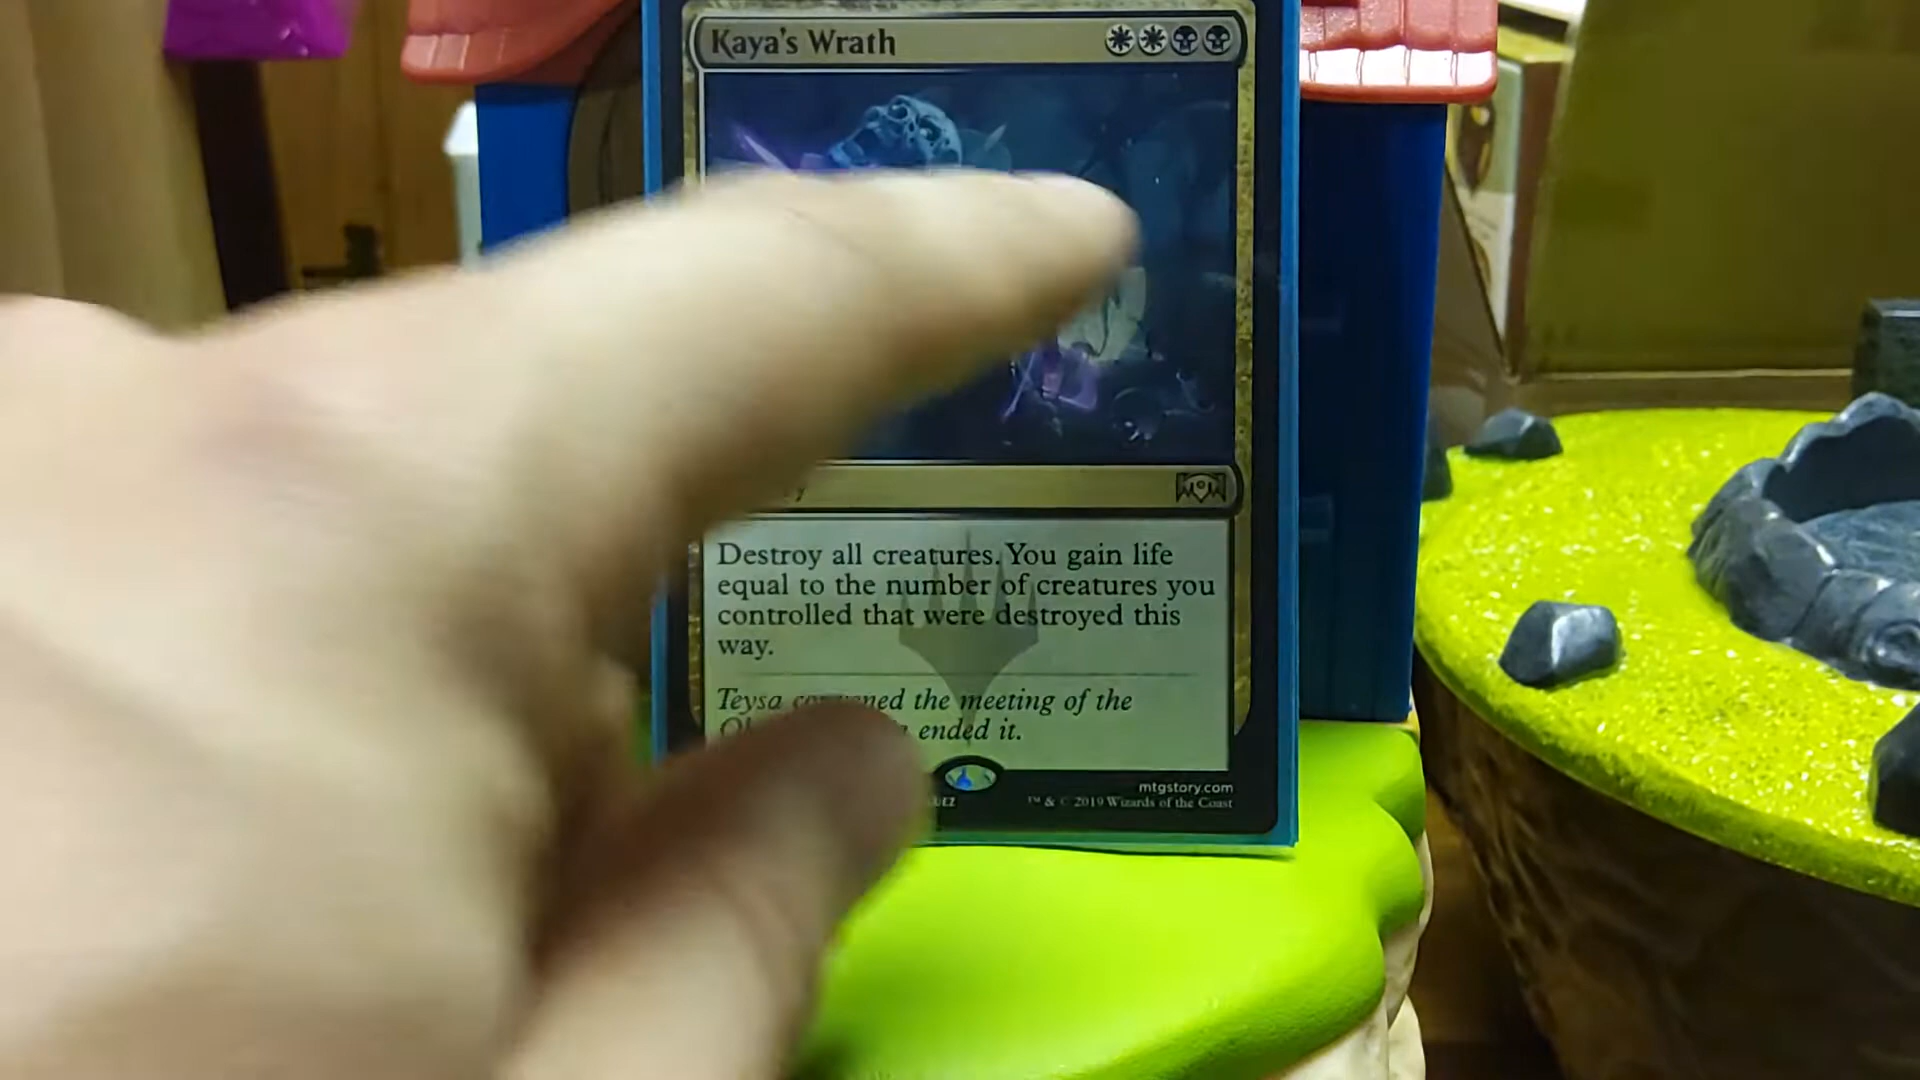 Kaya's Wrath
Destroy all creatures. You gain life
equal to the number of creatures you
controlled that were destroyed this
way.
Teysa the meeting of the
ended it.
mtgstory.com
™ & © 2019 Wizards of the Coast